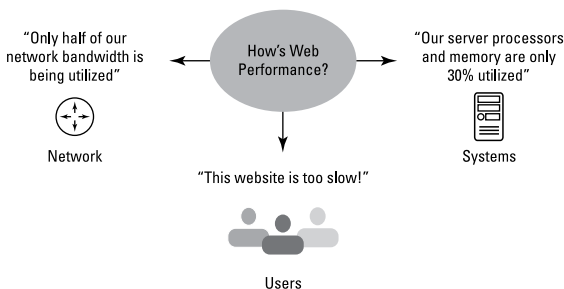 “Only half of our
network bandwidth is
being utilized”
Network
How’s Web
Performance?
“Our server processors
and memory are only
30% utilized”
Systems
“This website is too slow!”
Users